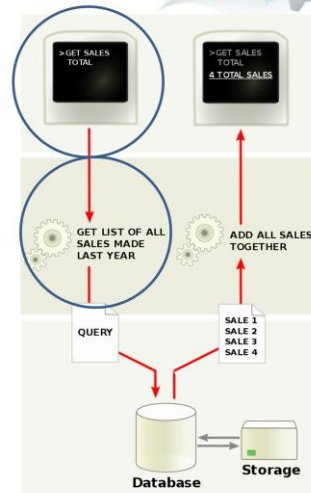 >GET SALES
TOTAL
>GET SALES
TOTAL
4 TOTAL SALES
GET LIST OF ALL
SALES MADE
LAST YEAR
ADD ALL SALES
TOGETHER
QUERY
SALE 1
SALE 2
SALE 3
SALE 4
Database
Storage